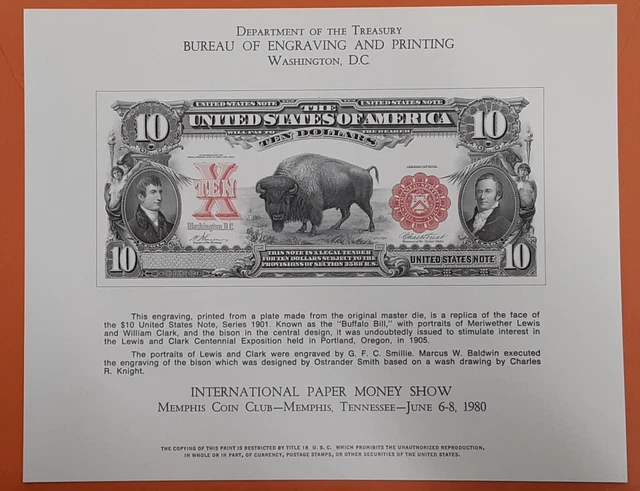 DEPARTMENT OF THE TREASURY
BUREAU OF ENGRAVING AND PRINTING
WASHINGTON, D.C.
UNITED STATES NOTE
UNITED STATES NOTE
10
THE
10
UNITED STATES OF AMERICA
WILL PAY TO
THE BEARER
TEN DOLLARS
TEN
X
Washington, D.C.
10
THIS NOTE IS A LEGAL TENDER
FOR TEN DOLLARS SUBJECT TO THE
PROVISIONS OF SECTION 3588 R.S.
UNITED STATES NOTE
10
This engraving, printed from a plate made from the original master die, is a replica of the face of
the $10 United States Note, Series 1901. Known as the "Buffalo Bill," with portraits of Meriwether Lewis
and William Clark, and the bison in the central design, it was undoubtedly issued to stimulate interest in
the Lewis and Clark Centennial Exposition held in Portland, Oregon, in 1905.
The portraits of Lewis and Clark were engraved by G. F. C. Smillie. Marcus W. Baldwin executed
the engraving of the bison which was designed by Ostrander Smith based on a wash drawing by Charles
R. Knight.
INTERNATIONAL PAPER MONEY SHOW
MEMPHIS COIN CLUB—MEMPHIS, TENNESSEE—JUNE 6-8, 1980
THE COPYING OF THIS PRINT IS RESTRICTED BY TITLE 18 U. S. C. WHICH PROHIBITS THE UNAUTHORIZED REPRODUCTION,
IN WHOLE OR IN PART, OF CURRENCY, POSTAGE STAMPS, OR OTHER SECURITIES OF THE UNITED STATES.